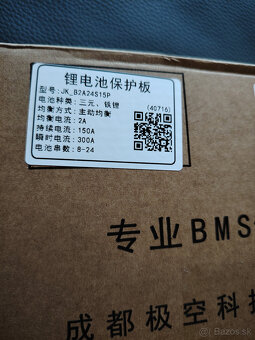 锂电池保护板
型号:JK_B2A24S15P
电池种类: 三元、铁锂
(40716)
均衡方式: 主动均衡
均衡电流: 2A
持续电流: 150A
瞬时电流: 300A
电池串数: 8-24
专业BMS
成都极空科技
Bazos.sk